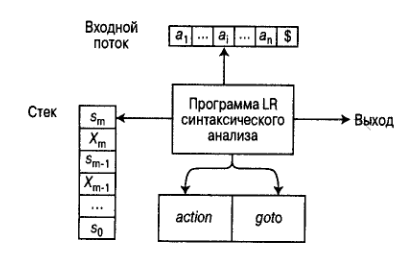 Входной
поток
a1 ... ai ... an $
Стек
sm
Xm
sm-1
Xm-1
...
s0
Программа LR
синтаксического
анализа
Выход
action goto